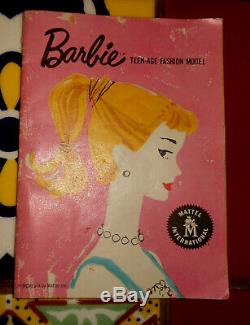 Barbie
TEEN-AGE FASHION MODEL
MATTEL
M
INTERNATIONAL